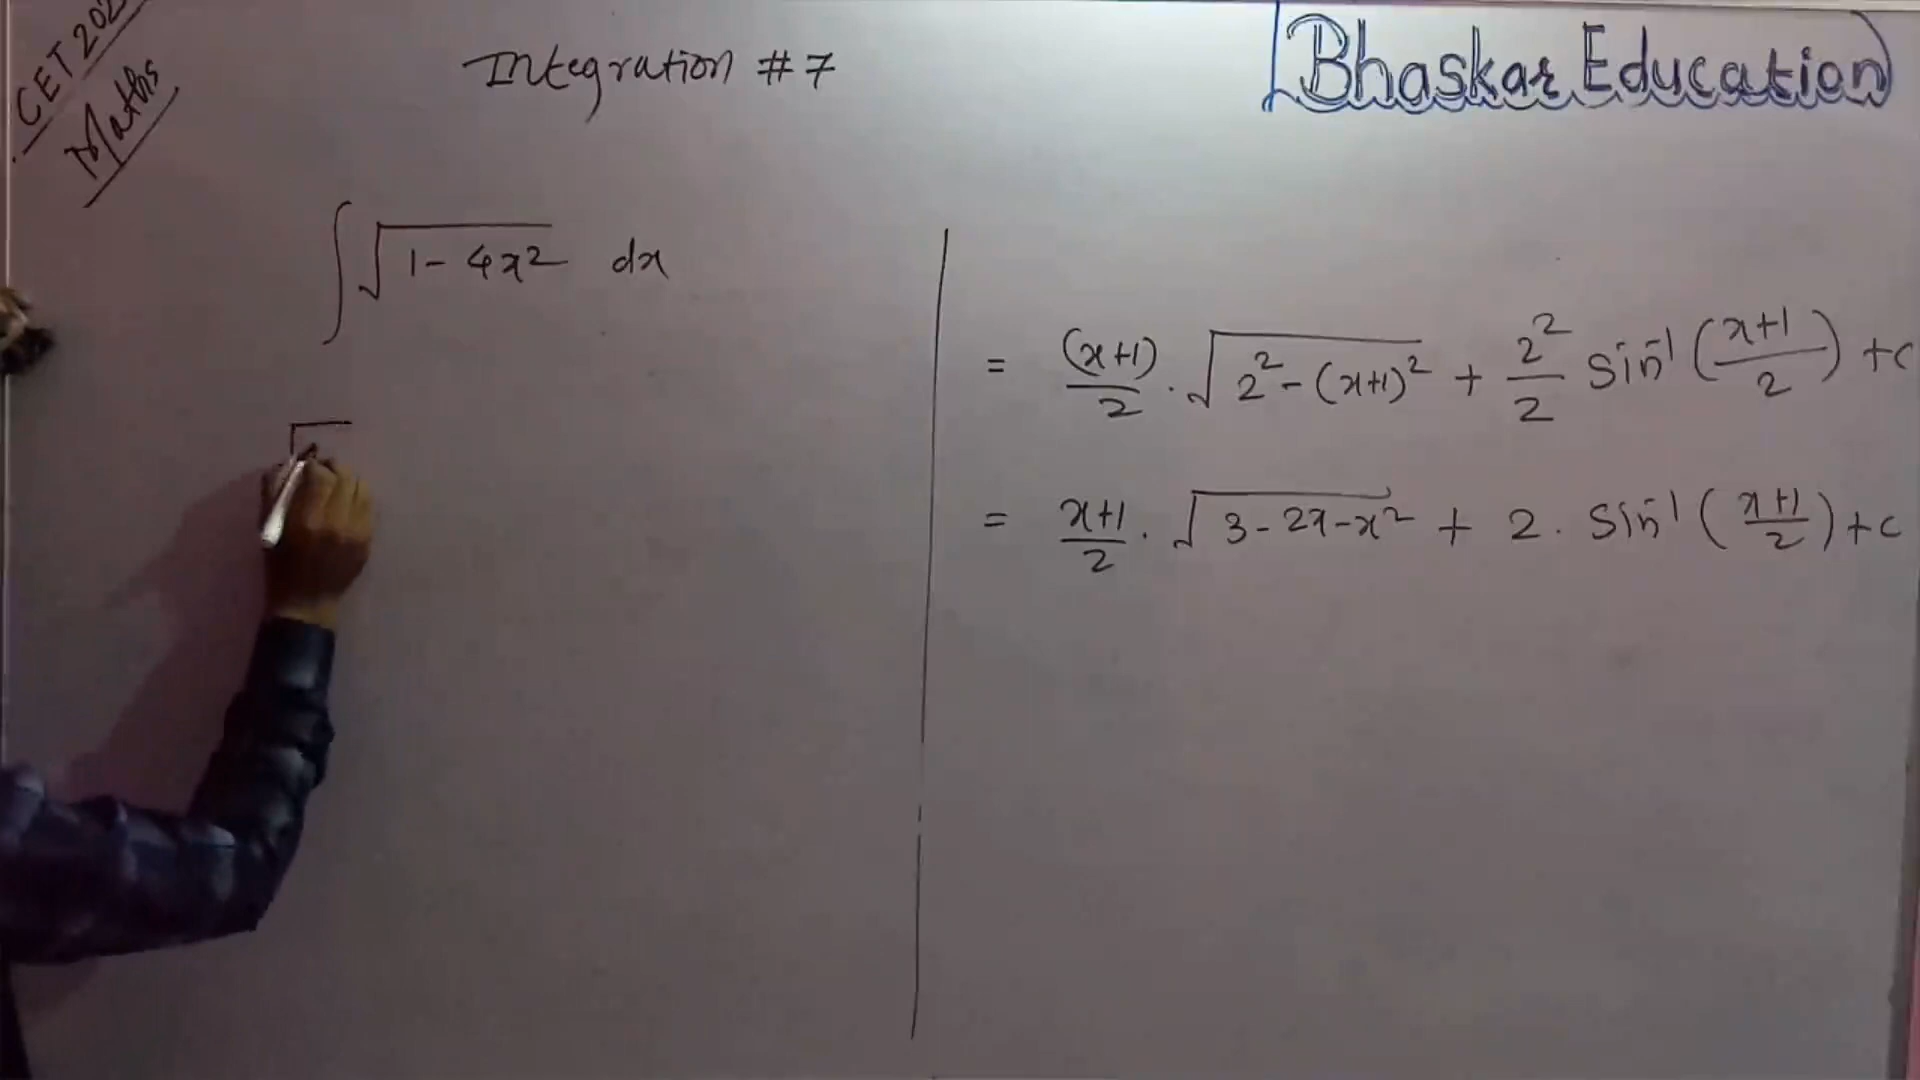 CET 202
Maths
Integration #7
Bhaskar Education
∫√(1-4x²) dx
= (x+1)/2 . √(2²-(x+1)²) + 2²/2 Sin⁻¹((x+1)/2) +c
= x+1/2 . √(3-2x-x²) + 2. Sin⁻¹(x+1/2)+c